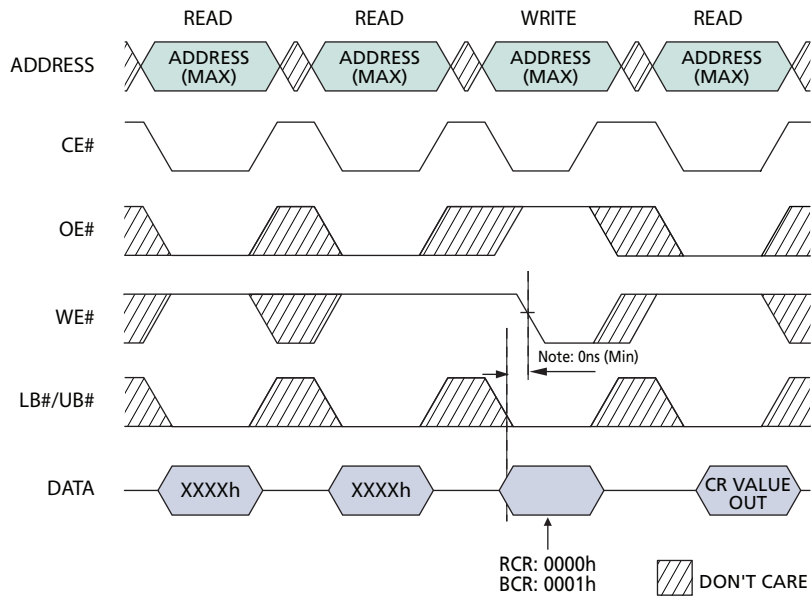 READ READ WRITE READ
ADDRESS
ADDRESS (MAX)
ADDRESS (MAX)
ADDRESS (MAX)
ADDRESS (MAX)
CE#
OE#
WE#
Note: 0ns (Min)
LB#/UB#
DATA
XXXXh
XXXXh
CR VALUE OUT
RCR: 0000h
BCR: 0001h
DON'T CARE